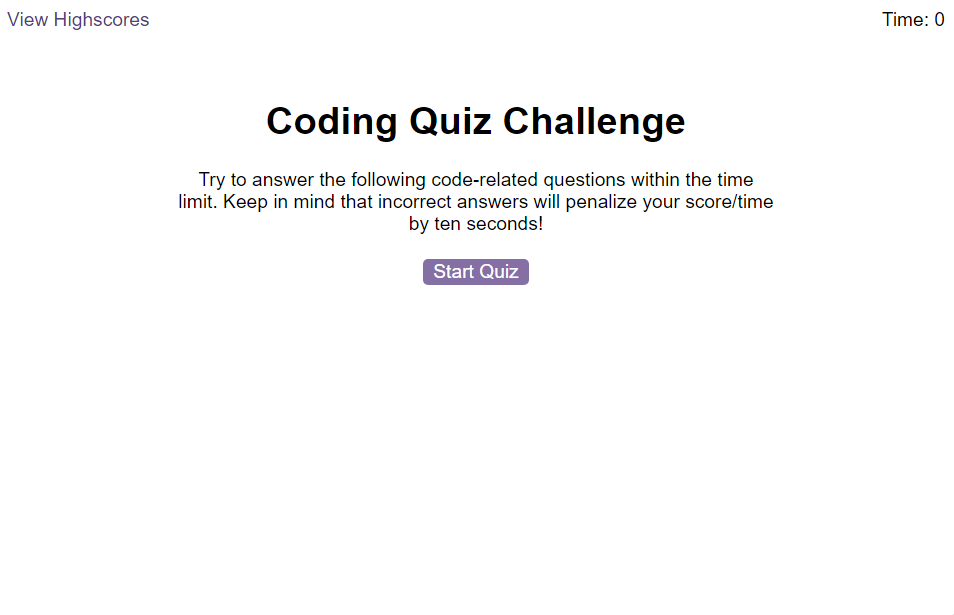 View Highscores
Time: 0
Coding Quiz Challenge
Try to answer the following code-related questions within the time
limit. Keep in mind that incorrect answers will penalize your score/time
by ten seconds!
Start Quiz